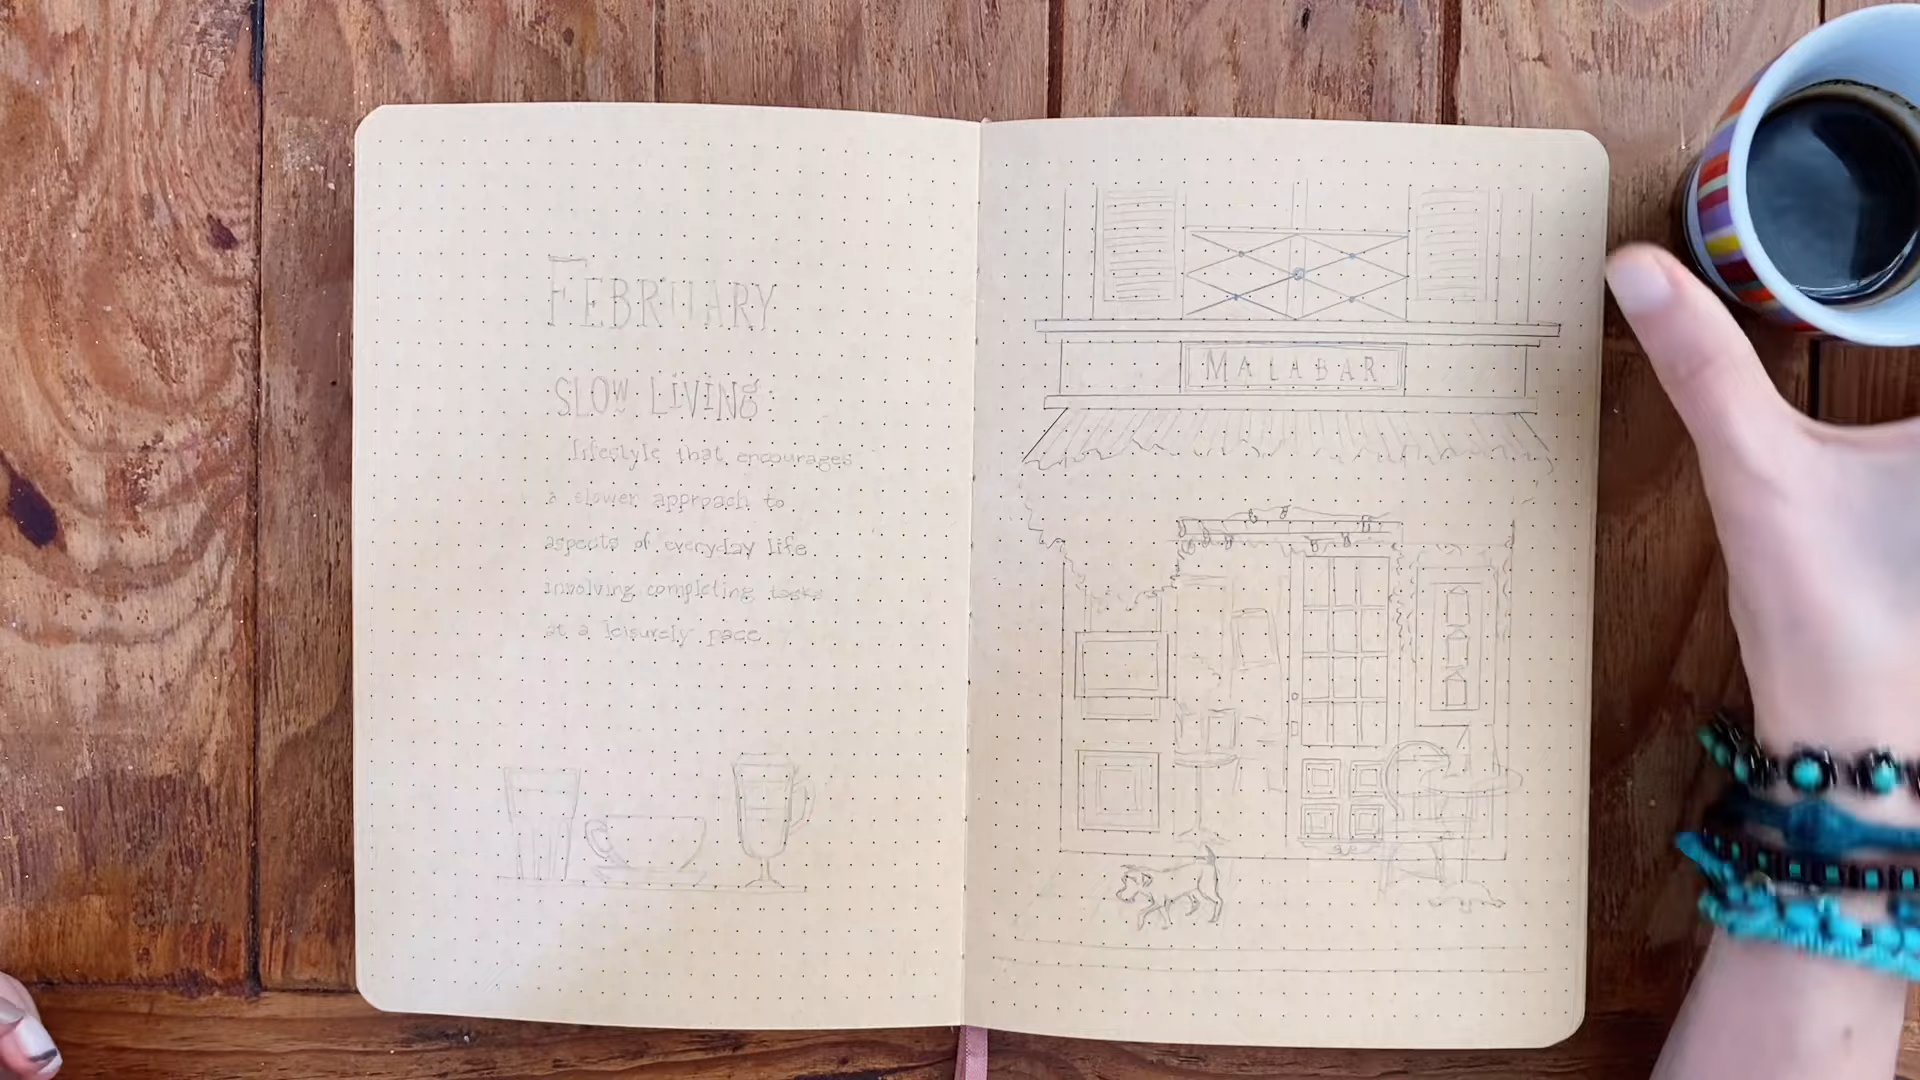 FEBRUARY
SLOW LIVING
lifestyle that encourages
a slower approach to
aspects of everyday life
involving completing tasks
at a leisurely pace
MALABAR